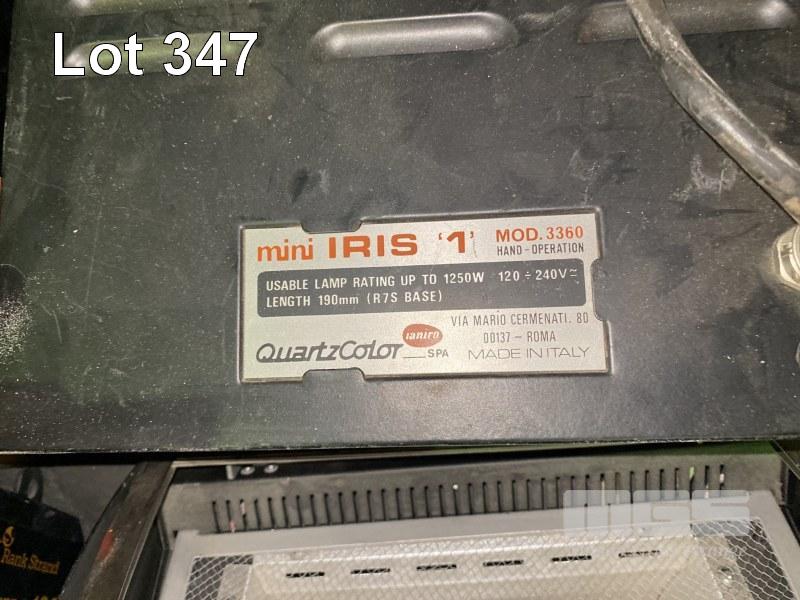 Lot 347
mini IRIS '1' MOD. 3360
HAND-OPERATION
USABLE LAMP RATING UP TO 1250W 120 ÷ 240V≂
LENGTH 190mm (R7S BASE)
VIA MARIO CERMENATI. 80
ianiro
00137 - ROMA
QuartzColor SPA MADE IN ITALY
MGS
Rank Strand